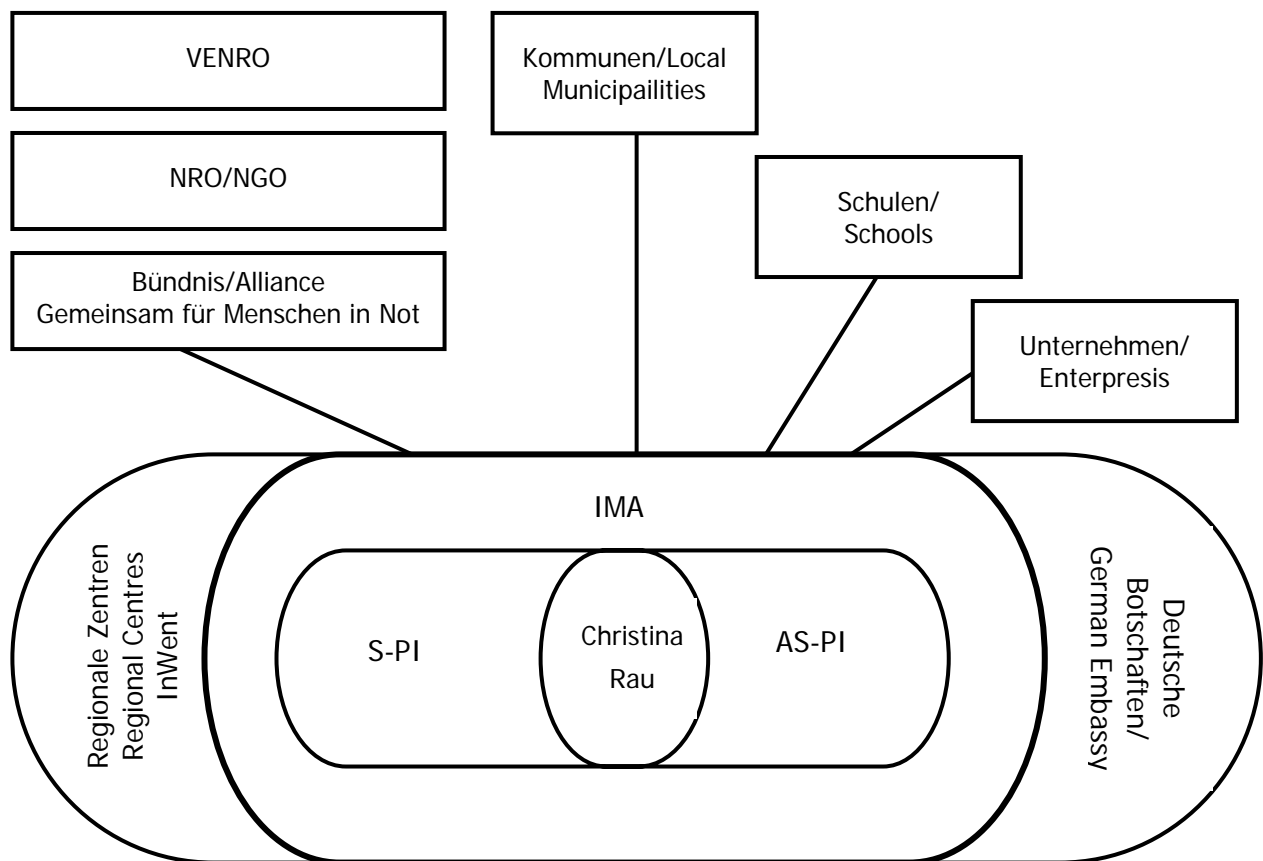 VENRO
NRO/NGO
Bündnis/Alliance
Gemeinsam für Menschen in Not
Kommunen/Local
Municipailities
Schulen/
Schools
Unternehmen/
Enterpresis
IMA
Regionale Zentren
Regional Centres
InWent
S-PI
Christina
Rau
AS-PI
Deutsche
Botschaften/
German Embassy